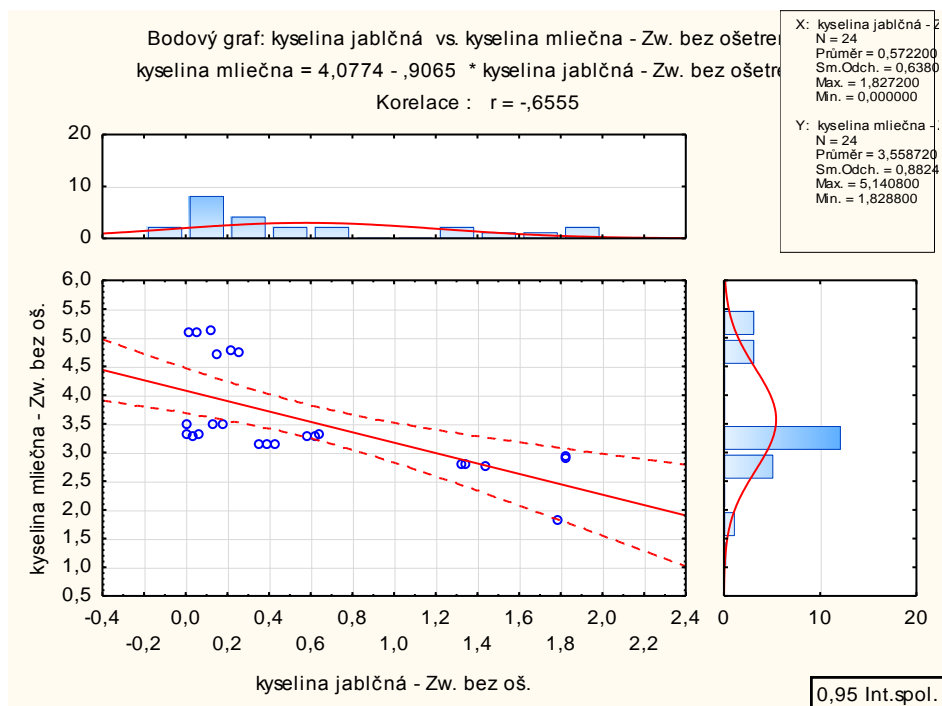 Bodový graf: kyselina jablčná vs. kyselina mliečna - Zw. bez ošetre
kyselina mliečna = 4,0774 - ,9065 * kyselina jablčná - Zw. bez ošetre
Korelace : r = -,6555
X: kyselina jablčná - Z
N = 24
Průměr = 0,572200
Sm.Odch. = 0,6380
Max. = 1,827200
Min. = 0,000000
Y: kyselina mliečna -
N = 24
Průměr = 3,558720
Sm.Odch. = 0,8824
Max. = 5,140800
Min. = 1,828800
20
10
0
6,0
5,5
5,0
4,5
4,0
3,5
3,0
2,5
2,0
1,5
1,0
0,5
kyselina mliečna - Zw. bez oš.
-0,4 0,0 0,4 0,8 1,2 1,6 2,0 2,4
-0,2 0,2 0,6 1,0 1,4 1,8 2,2
kyselina jablčná - Zw. bez oš.
0 10 20
0,95 Int.spol.